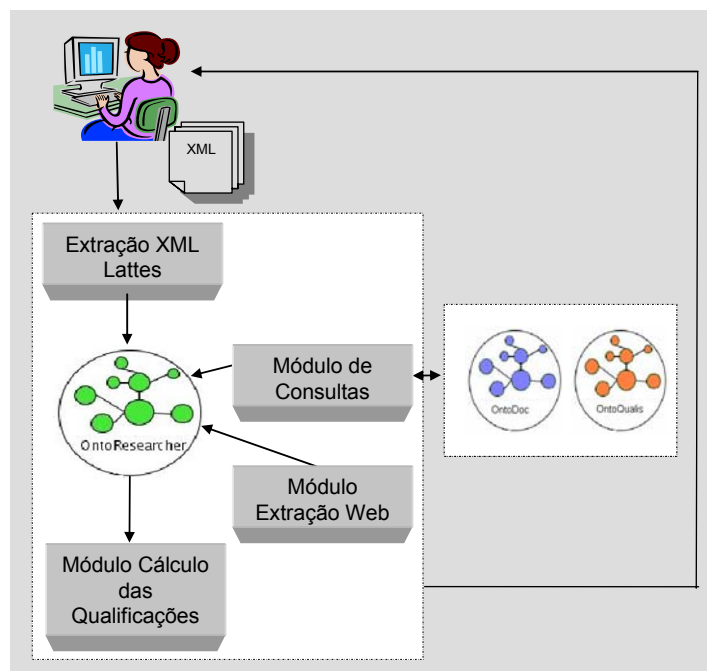 XML
Extração XML
Lattes
Módulo de
Consultas
OntoDoc
OntoQualis
OntoResearcher
Módulo
Extração Web
Módulo Cálculo
das
Qualificações